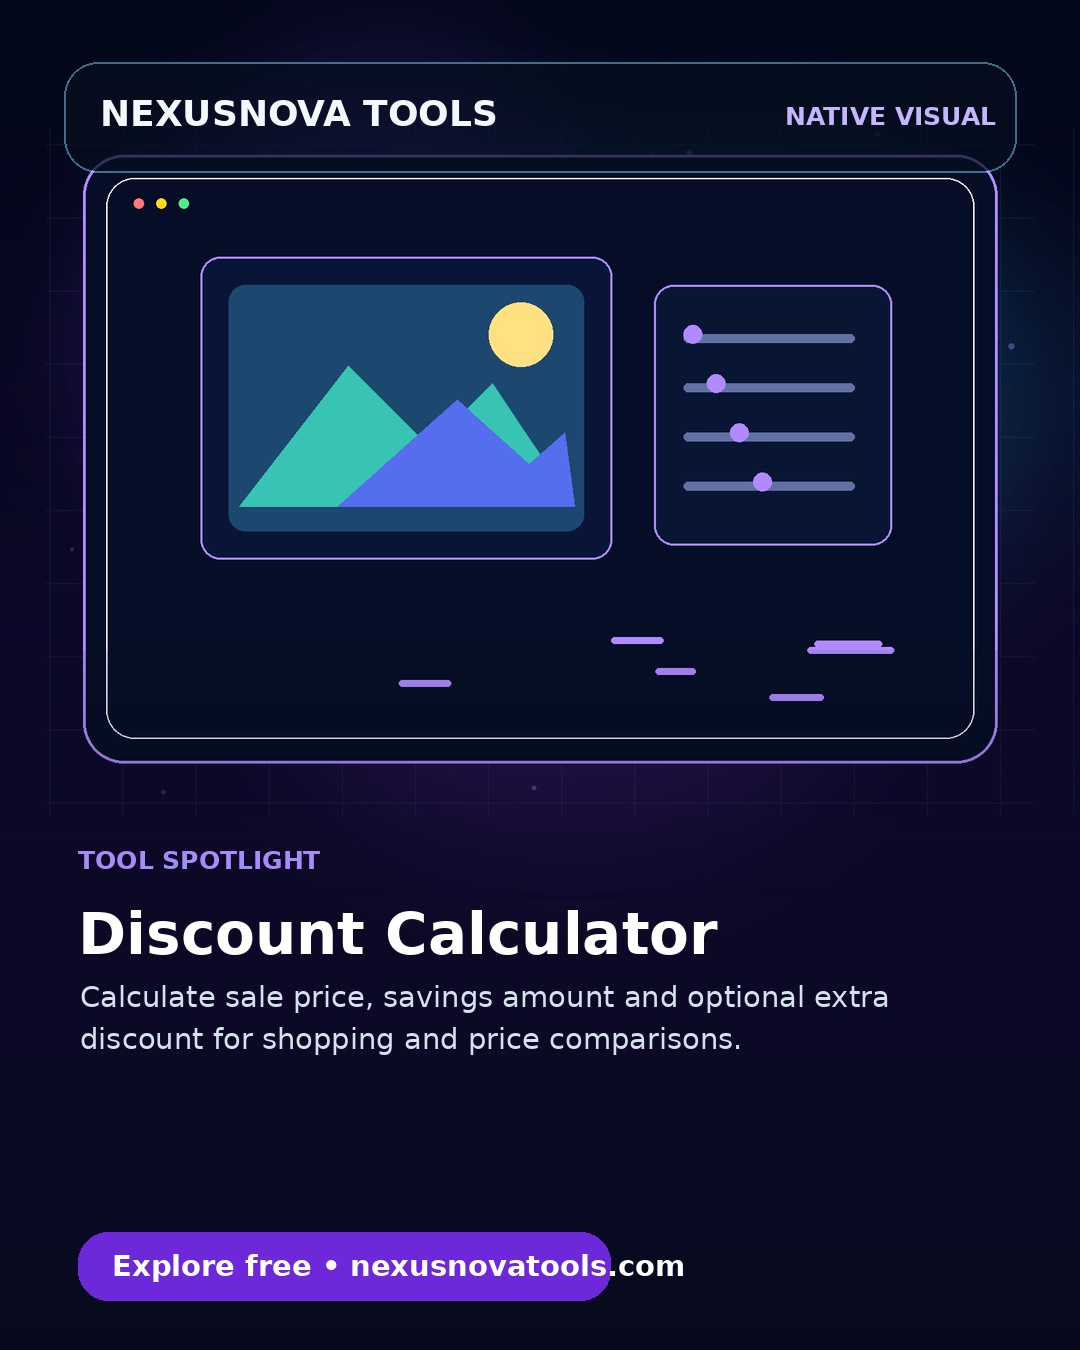 NEXUSNOVA TOOLS
NATIVE VISUAL
TOOL SPOTLIGHT
Discount Calculator
Calculate sale price, savings amount and optional extra
discount for shopping and price comparisons.
Explore free • nexusnovatools.com